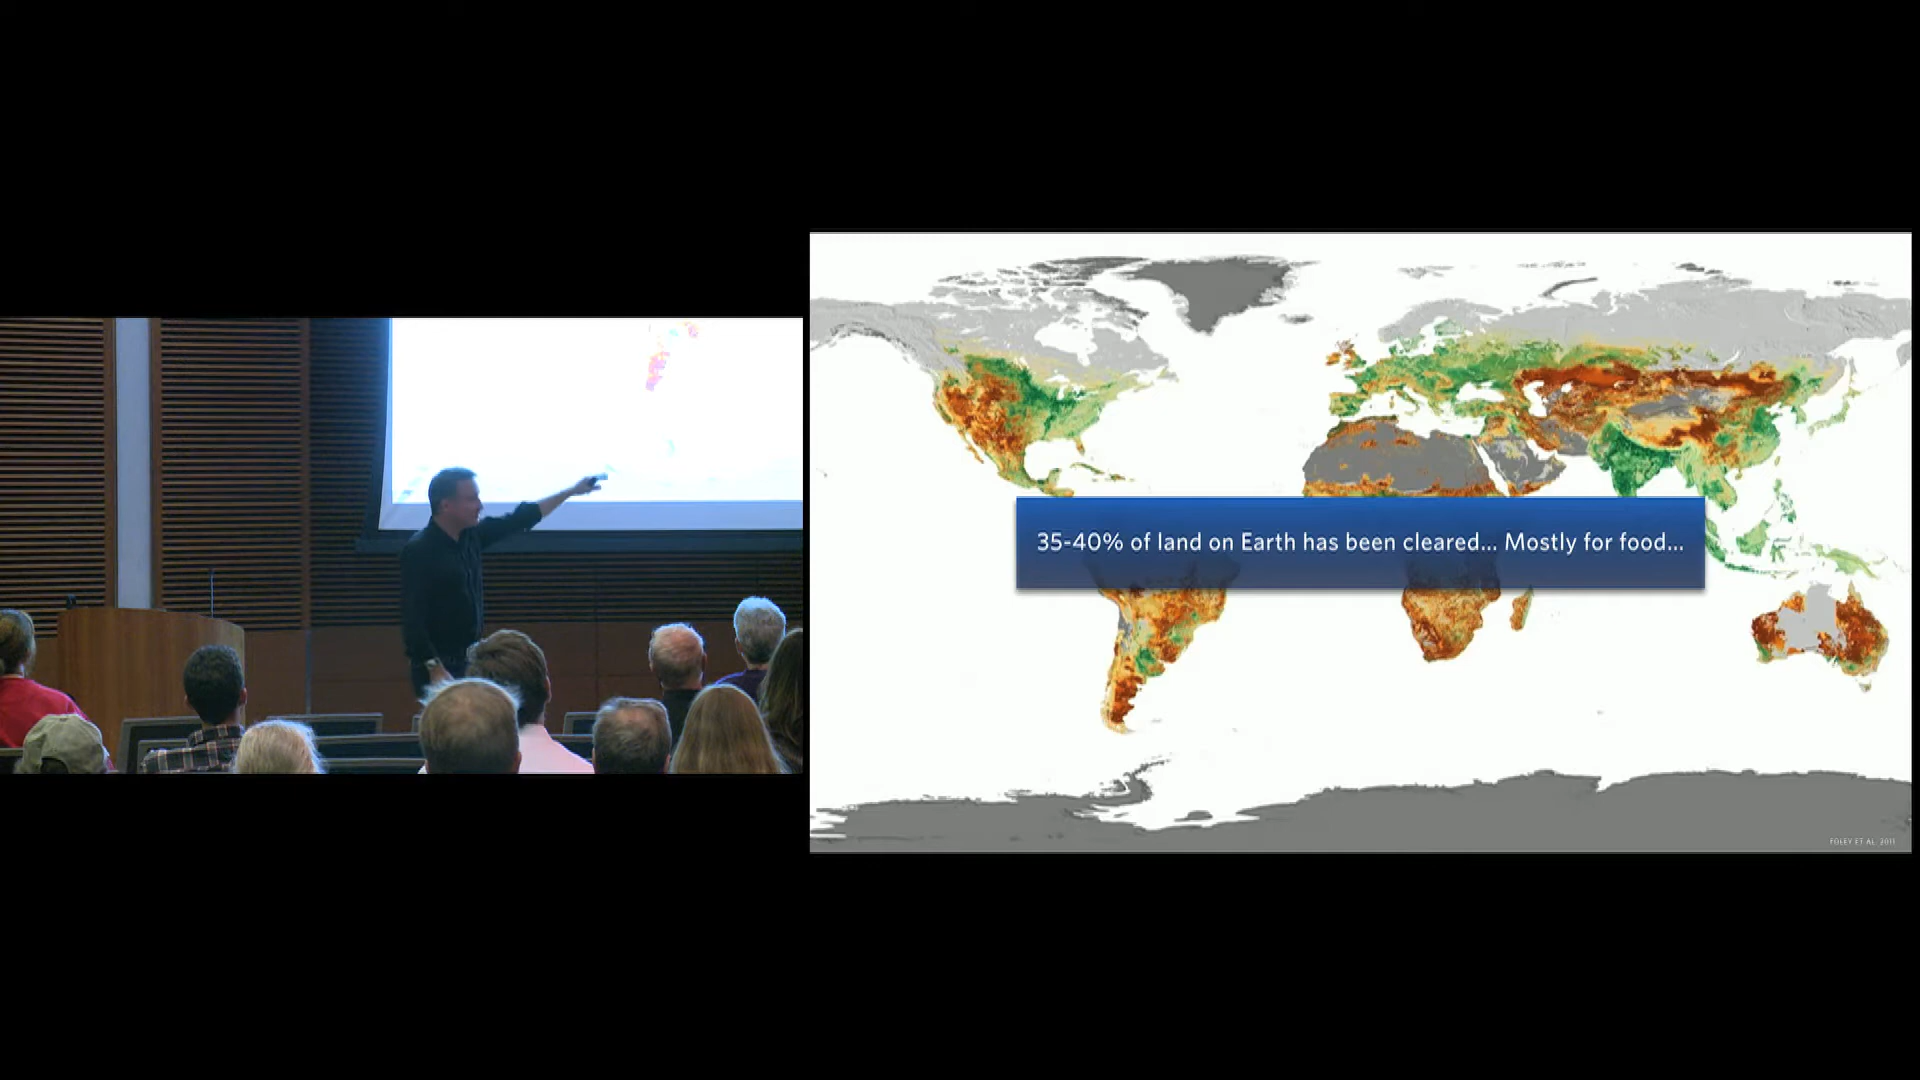 35-40% of land on Earth has been cleared... Mostly for food...
FOLEY ET AL. 2011